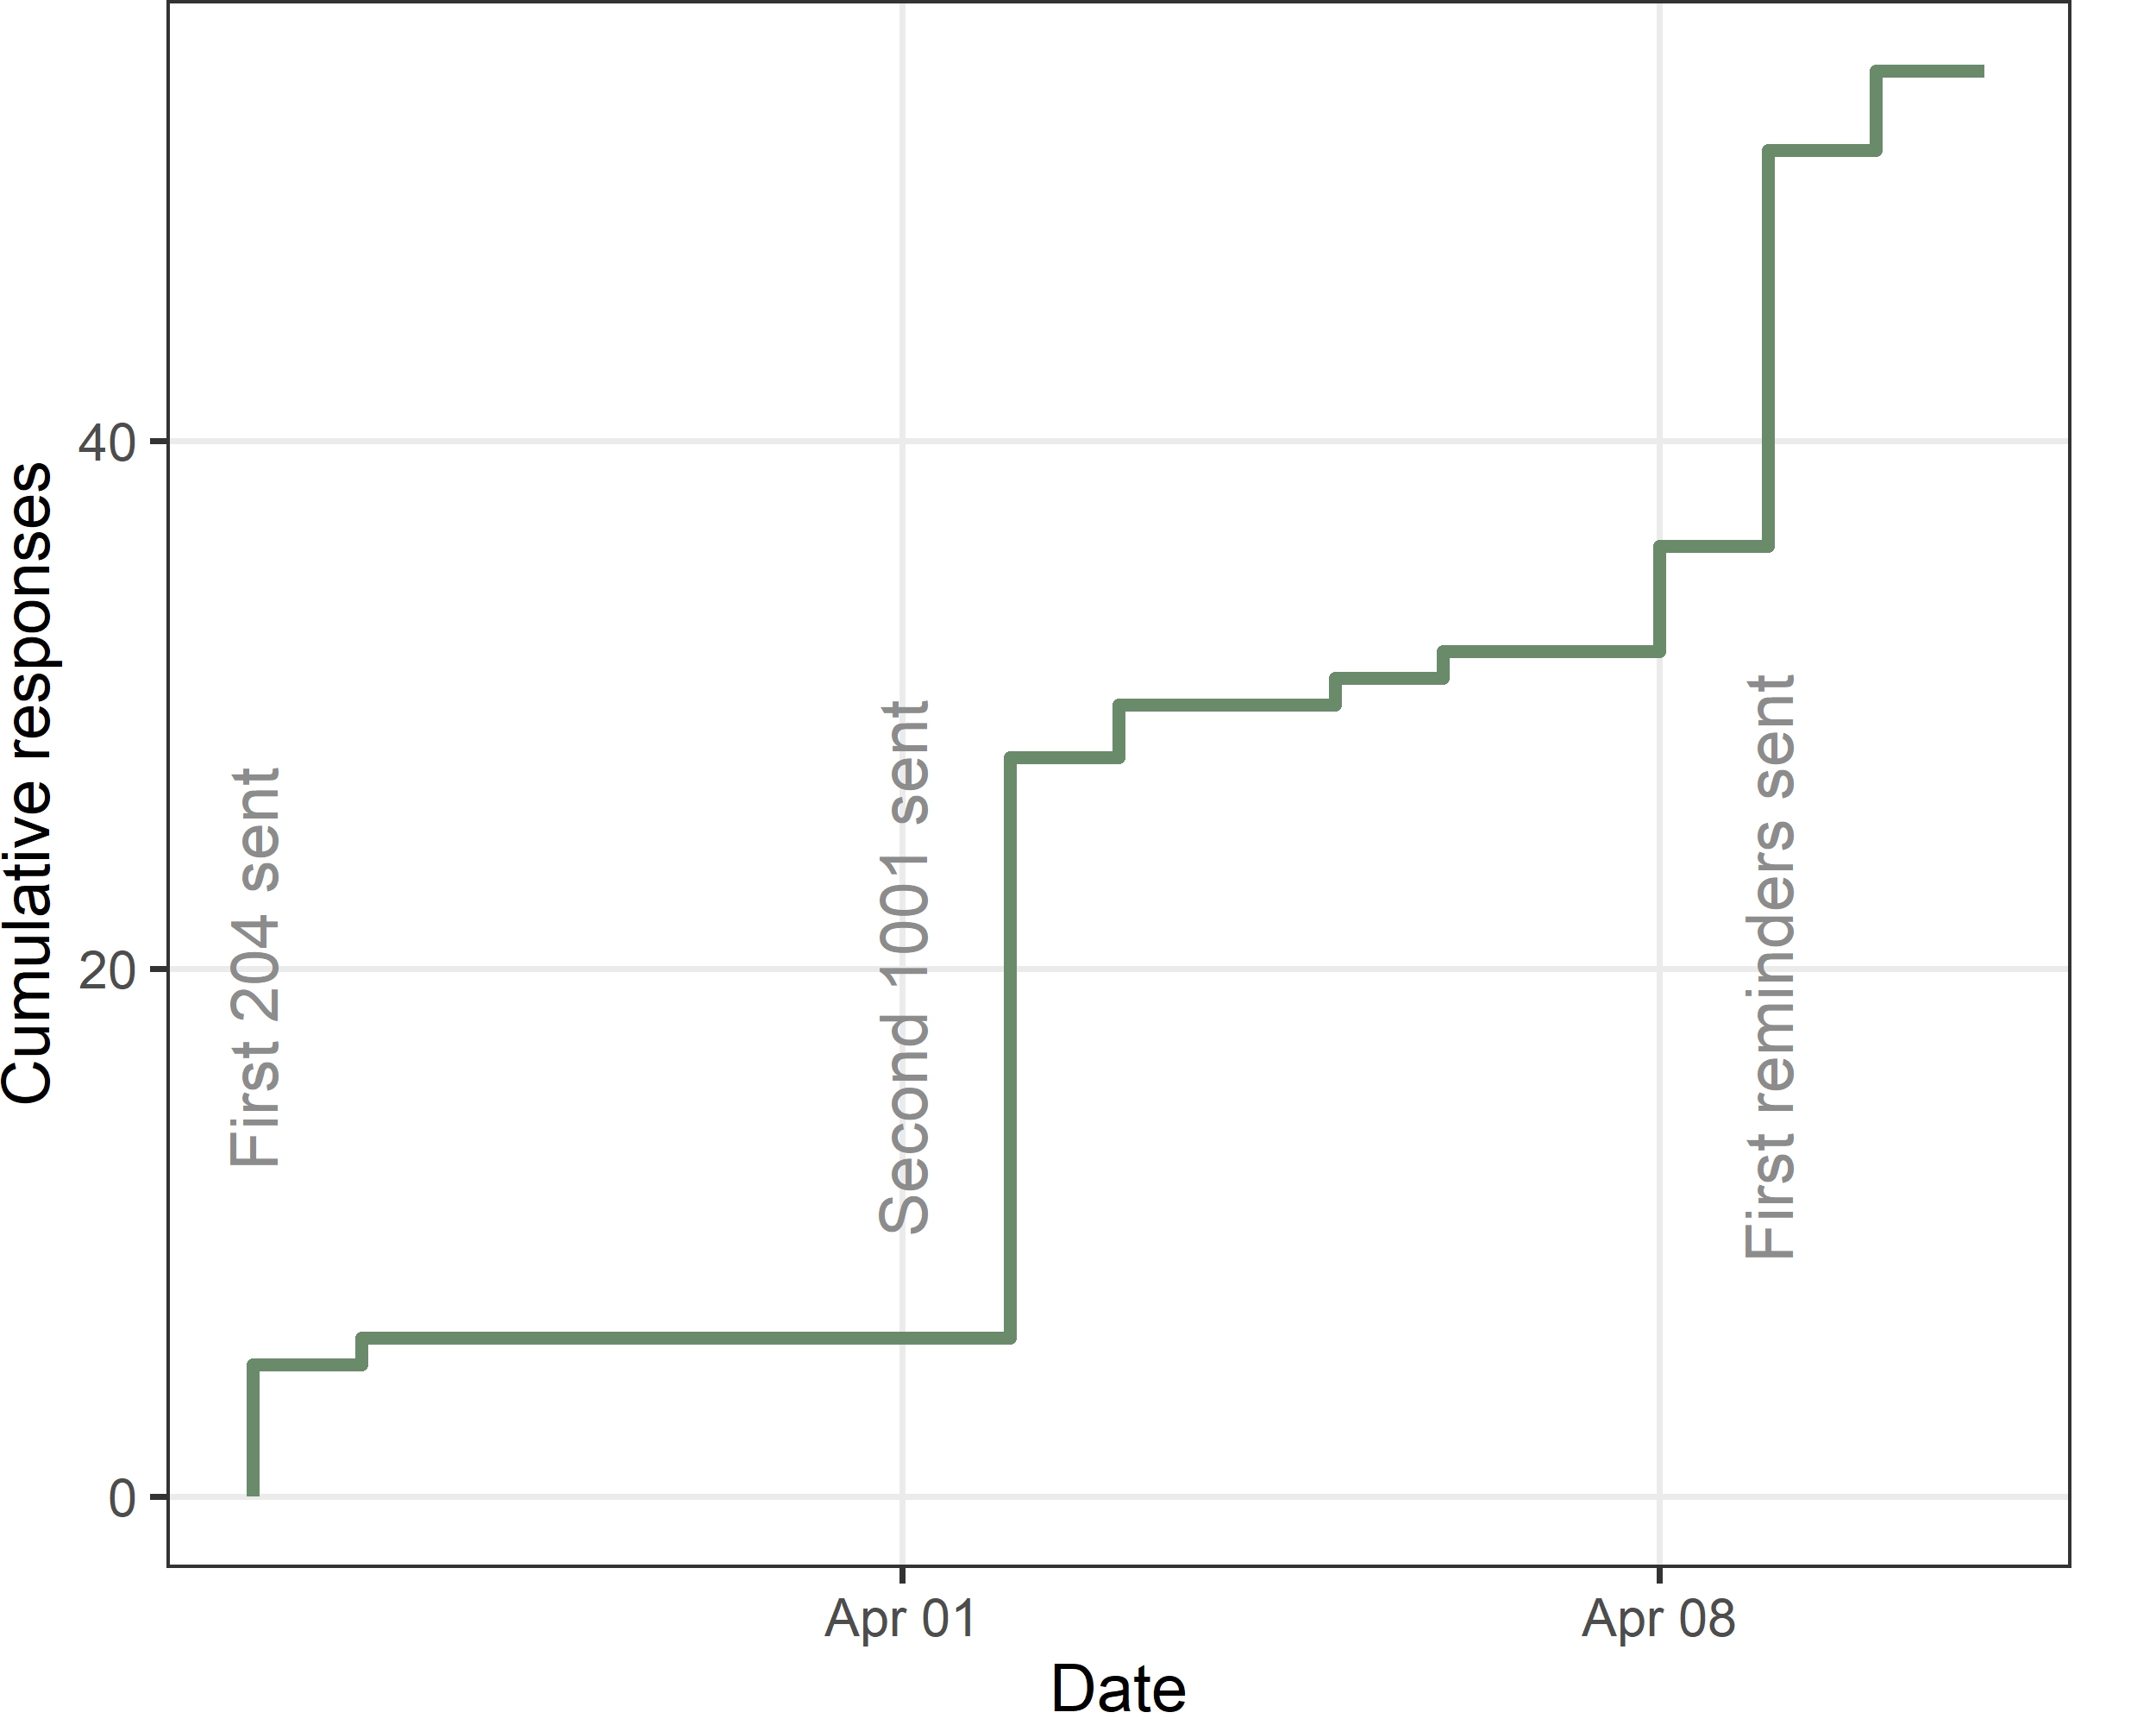 Cumulative responses
40
20
0
First 204 sent
Second 1001 sent
First reminders sent
Apr 01
Apr 08
Date